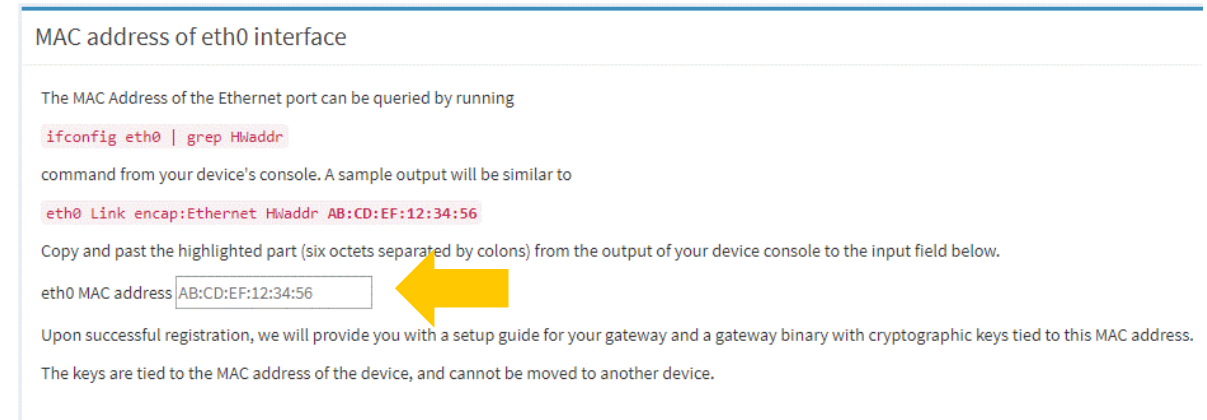 MAC address of eth0 interface
The MAC Address of the Ethernet port can be queried by running
ifconfig eth0 | grep HWaddr
command from your device's console. A sample output will be similar to
eth0 Link encap:Ethernet HWaddr AB:CD:EF:12:34:56
Copy and past the highlighted part (six octets separated by colons) from the output of your device console to the input field below.
eth0 MAC address AB:CD:EF:12:34:56
Upon successful registration, we will provide you with a setup guide for your gateway and a gateway binary with cryptographic keys tied to this MAC address.
The keys are tied to the MAC address of the device, and cannot be moved to another device.